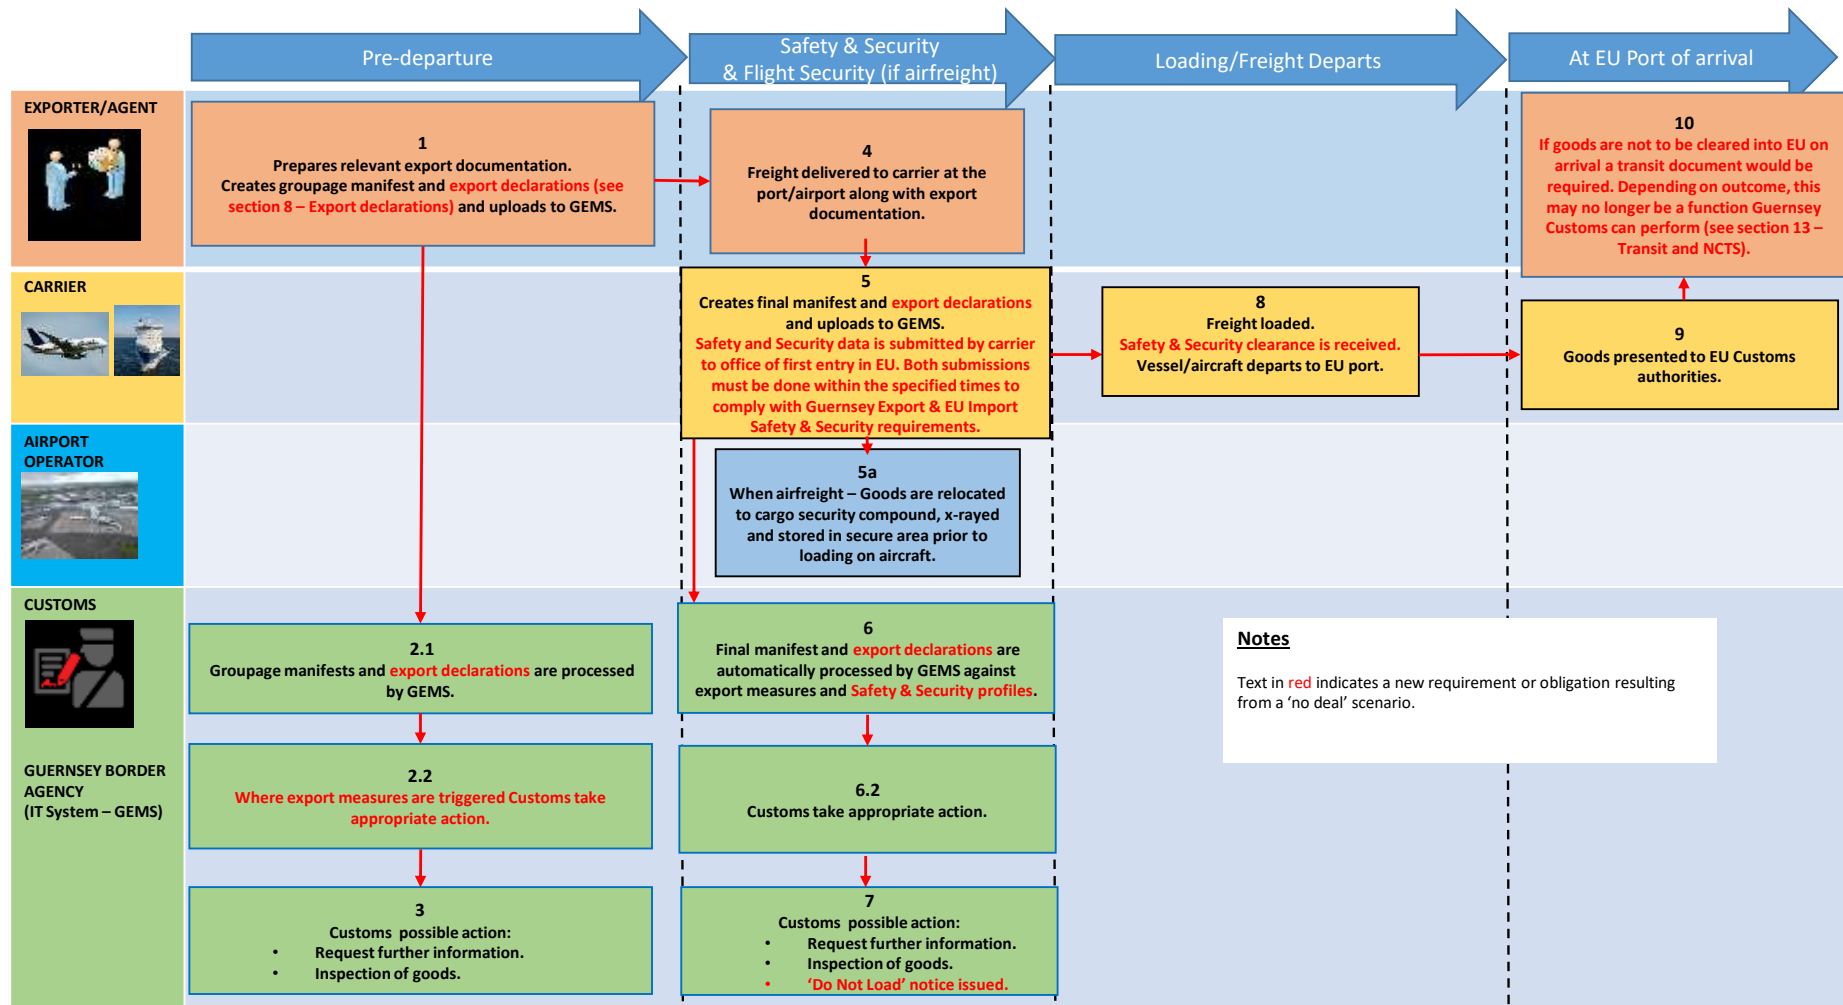 Pre-departure
Safety & Security
& Flight Security (if airfreight)
Loading/Freight Departs
At EU Port of arrival
EXPORTER/AGENT
1
Prepares relevant export documentation.
Creates groupage manifest and export declarations (see
section 8 – Export declarations) and uploads to GEMS.
4
Freight delivered to carrier at the
port/airport along with export
documentation.
10
If goods are not to be cleared into EU on
arrival a transit document would be
required. Depending on outcome, this
may no longer be a function Guernsey
Customs can perform (see section 13 –
Transit and NCTS).
CARRIER
5
Creates final manifest and export declarations
and uploads to GEMS.
Safety and Security data is submitted by carrier
to office of first entry in EU. Both submissions
must be done within the specified times to
comply with Guernsey Export & EU Import
Safety & Security requirements.
8
Freight loaded.
Safety & Security clearance is received.
Vessel/aircraft departs to EU port.
9
Goods presented to EU Customs
authorities.
AIRPORT
OPERATOR
5a
When airfreight – Goods are relocated
to cargo security compound, x-rayed
and stored in secure area prior to
loading on aircraft.
CUSTOMS
GUERNSEY BORDER
AGENCY
(IT System – GEMS)
2.1
Groupage manifests and export declarations are processed
by GEMS.
6
Final manifest and export declarations are
automatically processed by GEMS against
export measures and Safety & Security profiles.
2.2
Where export measures are triggered Customs take
appropriate action.
6.2
Customs take appropriate action.
3
Customs possible action:
• Request further information.
• Inspection of goods.
7
Customs possible action:
• Request further information.
• Inspection of goods.
• ‘Do Not Load’ notice issued.
Notes
Text in red indicates a new requirement or obligation resulting
from a ‘no deal’ scenario.